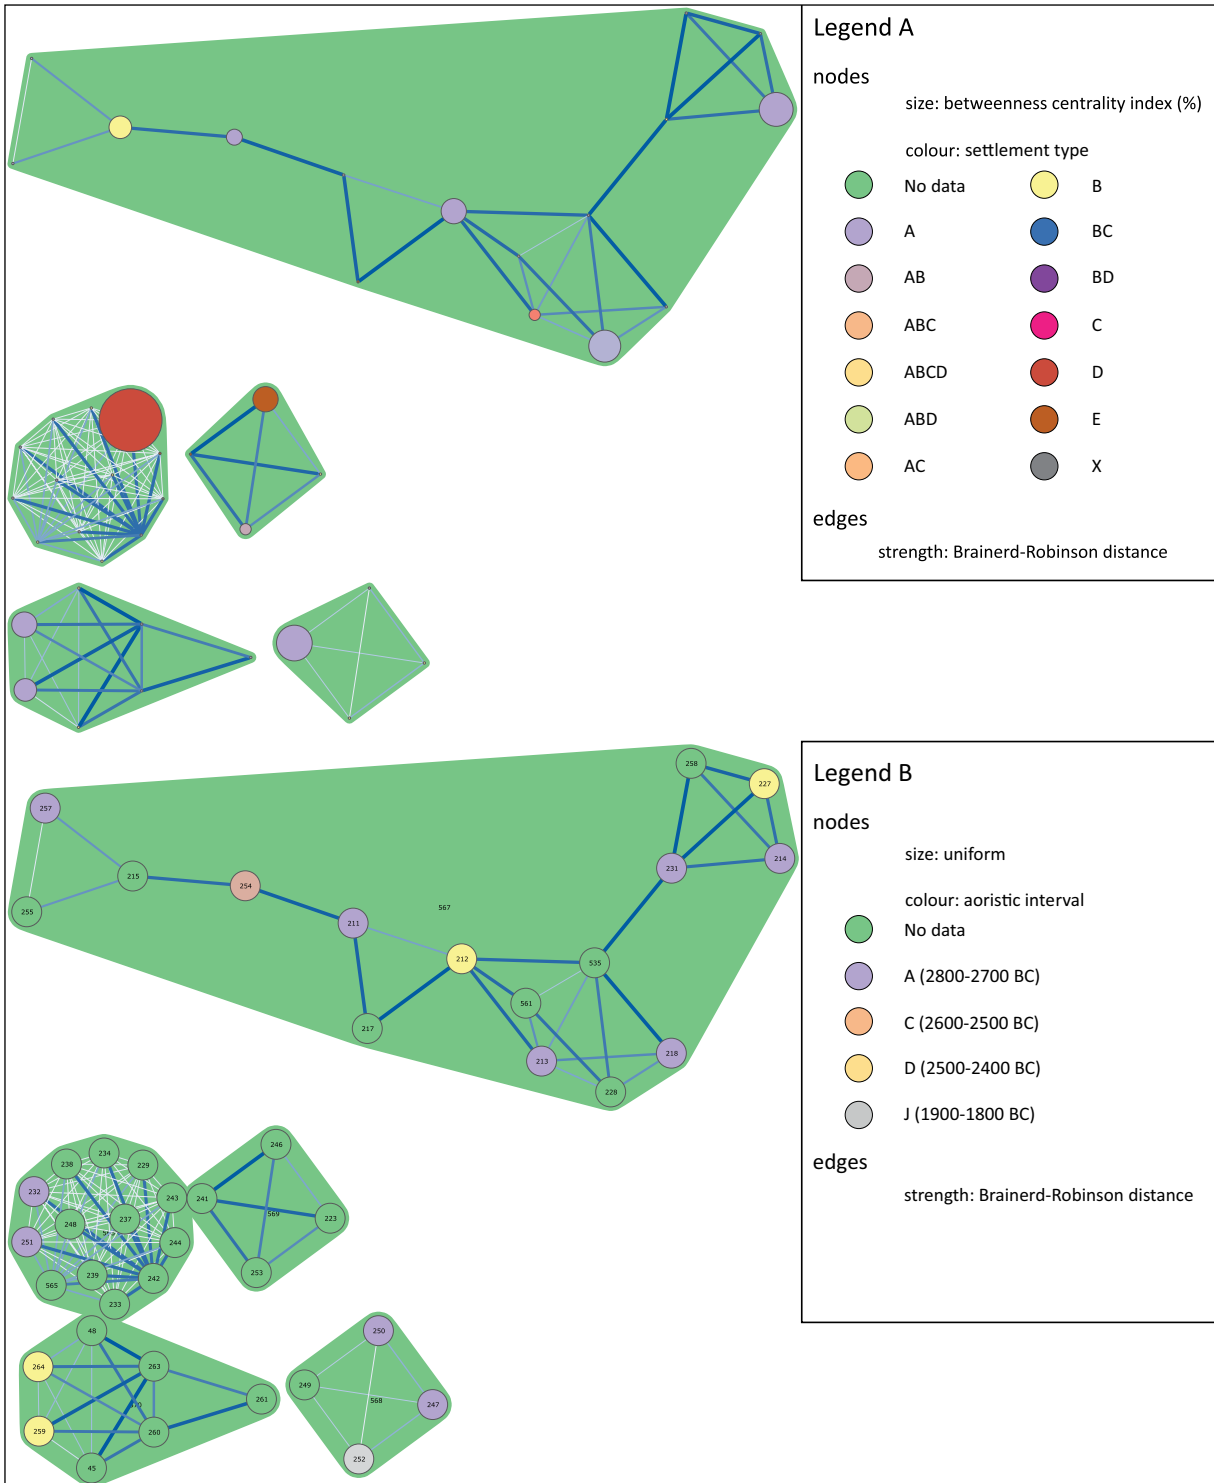 Legend A
nodes
size: betweenness centrality index (%)
colour: settlement type
No data B
A BC
AB BD
ABC C
ABCD D
ABD E
AC X
edges
strength: Brainerd-Robinson distance
Legend B
nodes
size: uniform
colour: aoristic interval
No data
A (2800-2700 BC)
C (2600-2500 BC)
D (2500-2400 BC)
J (1900-1800 BC)
edges
strength: Brainerd-Robinson distance
258
227
257
214
231
215
254
255
567
211
212
535
561
217
213
218
228
234
238
229
246
232
243
241
248
237
569
223
251
244
239
242
253
565
233
48
250
264
263
249
261
568
247
259
260
252
45